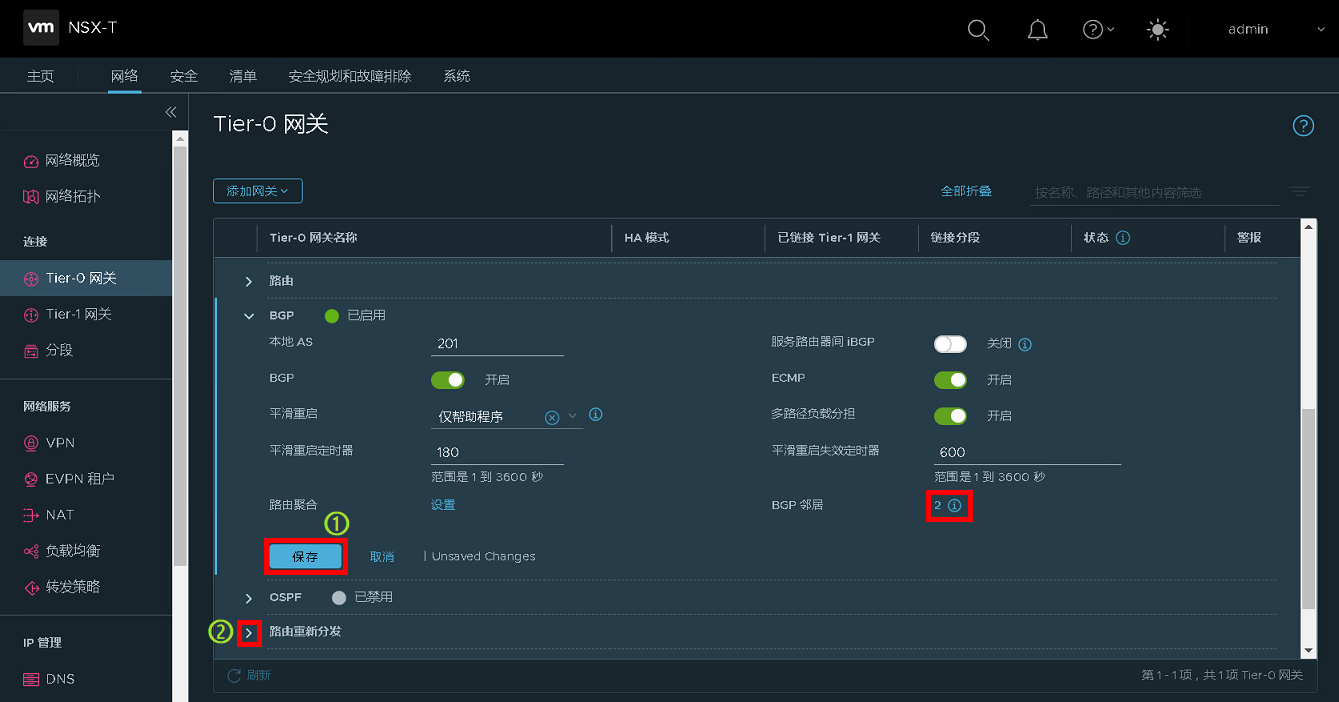 vm NSX-T
admin
主页 网络 安全 清单 安全规划和故障排除 系统
Tier-0 网关
网络概览
网络拓扑
连接
Tier-0 网关
Tier-1 网关
分段
网络服务
VPN
EVPN 租户
NAT
负载均衡
转发策略
IP 管理
DNS
添加网关
全部折叠
按名称、路径和其他内容筛选
Tier-0 网关名称 HA 模式 已链接 Tier-1 网关 链接分段 状态 警报
路由
BGP 已启用
本地 AS 201 服务路由器间 iBGP 关闭
BGP 开启 ECMP 开启
平滑重启 仅帮助程序 多路径负载分担 开启
平滑重启定时器 180 平滑重启失效定时器 600
范围是 1 到 3600 秒 范围是 1 到 3600 秒
路由聚合 设置 BGP 邻居 2
①
保存 取消 | Unsaved Changes
OSPF 已禁用
② 路由重新分发
刷新 第 1 - 1 项，共 1 项 Tier-0 网关